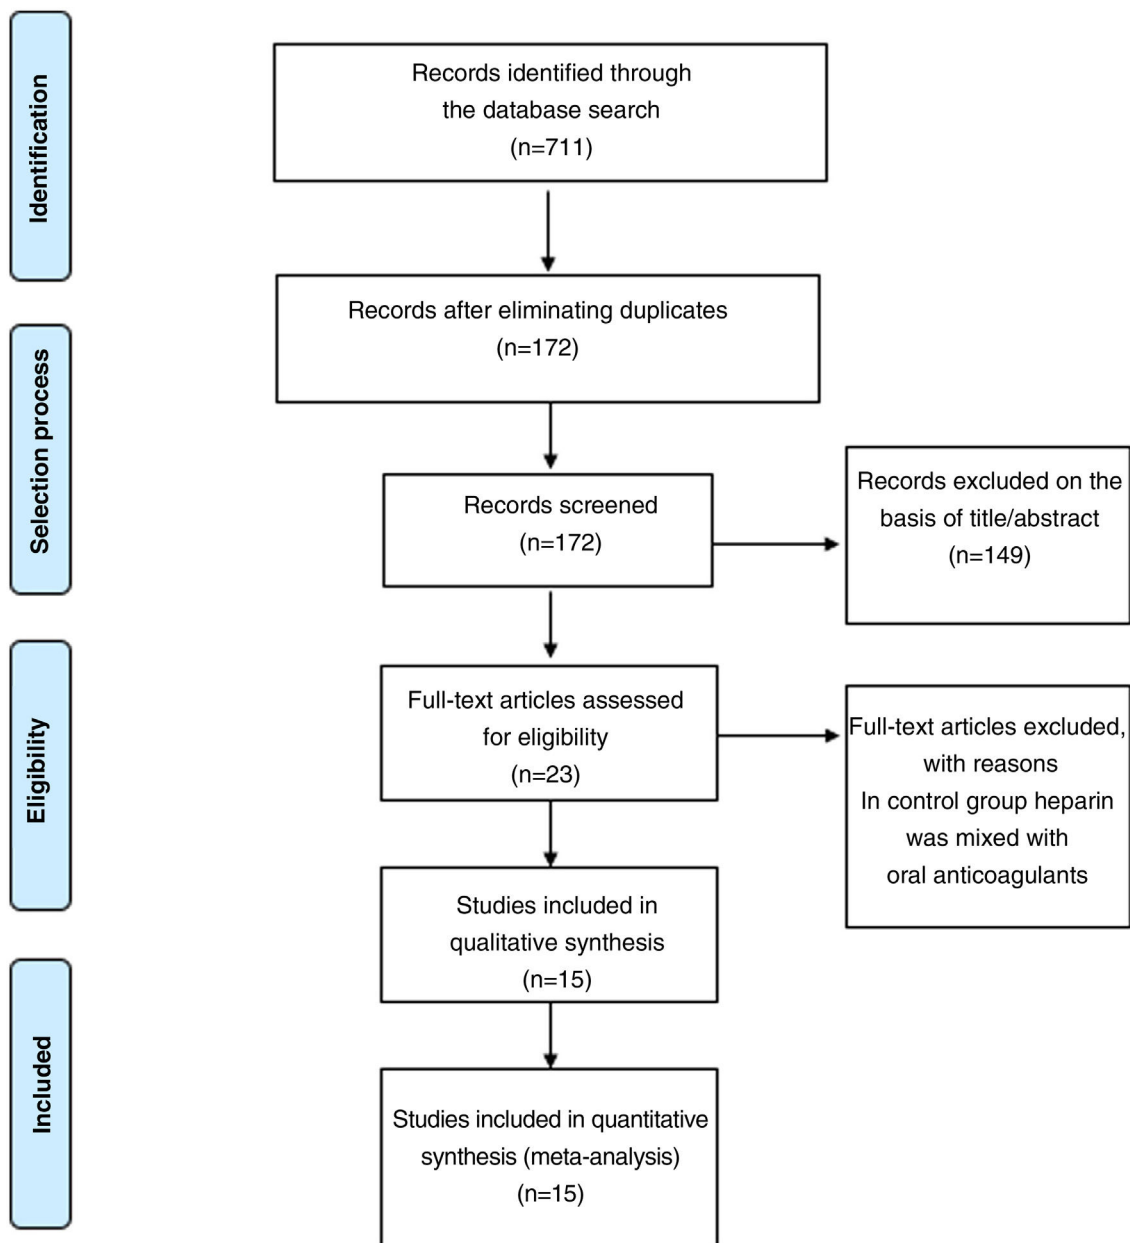 Identification
Records identified through
the database search
(n=711)
Records after eliminating duplicates
(n=172)
Selection process
Records screened
(n=172)
Records excluded on the
basis of title/abstract
(n=149)
Eligibility
Full-text articles assessed
for eligibility
(n=23)
Full-text articles excluded,
with reasons
In control group heparin
was mixed with
oral anticoagulants
Studies included in
qualitative synthesis
(n=15)
Included
Studies included in quantitative
synthesis (meta-analysis)
(n=15)